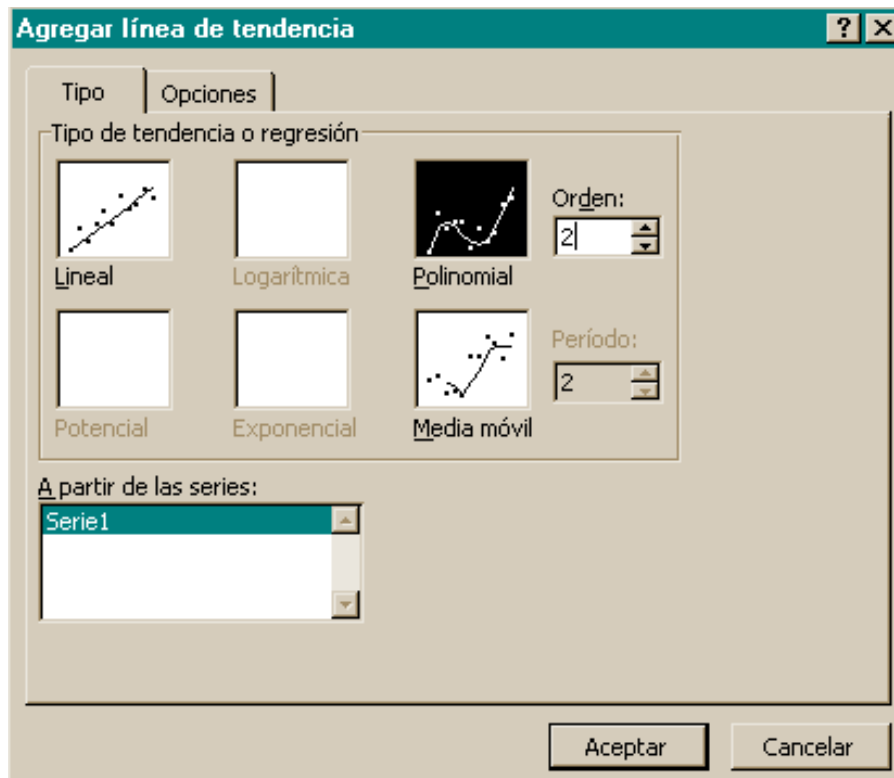 Agregar línea de tendencia
Tipo
Opciones
Tipo de tendencia o regresión
Orden:
2
Lineal
Logarítmica
Polinomial
Período:
2
Potencial
Exponencial
Media móvil
A partir de las series:
Serie1
Aceptar
Cancelar